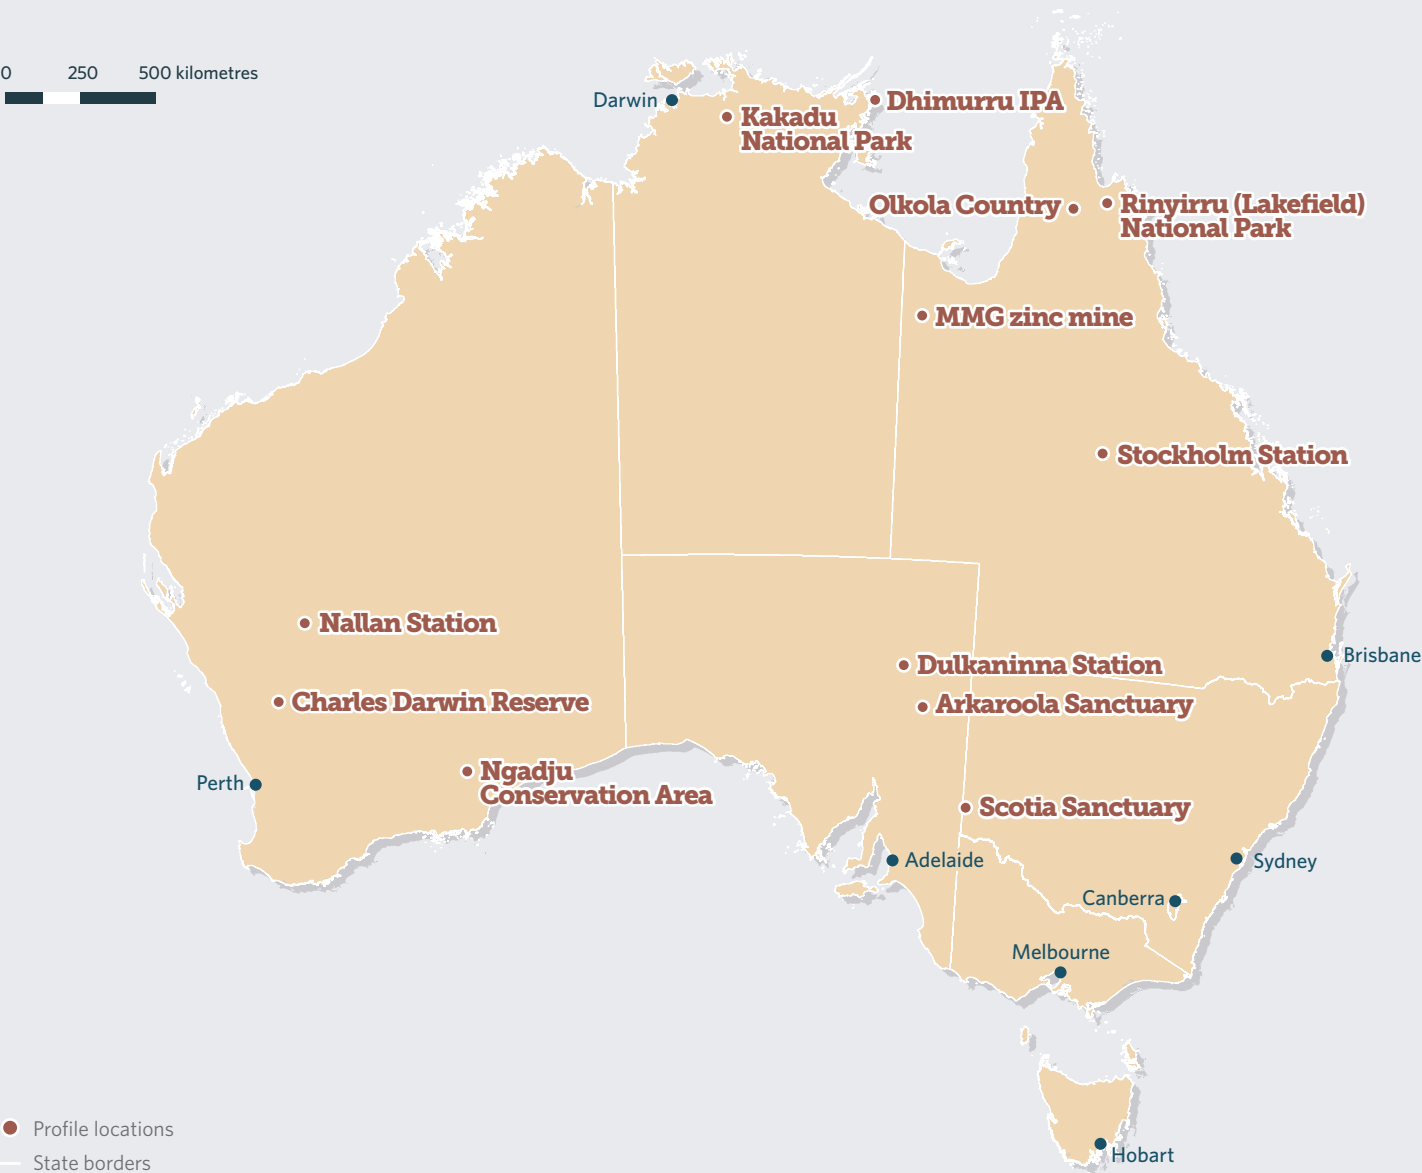 0 250 500 kilometres
Darwin
Dhimurru IPA
Kakadu
National Park
Olkola Country
Rinyirru (Lakefield)
National Park
MMG zinc mine
Stockholm Station
Nallan Station
Brisbane
Dulkaninna Station
Charles Darwin Reserve
Arkaroola Sanctuary
Perth
Ngadju
Conservation Area
Scotia Sanctuary
Adelaide
Sydney
Canberra
Melbourne
Profile locations
Hobart
State borders